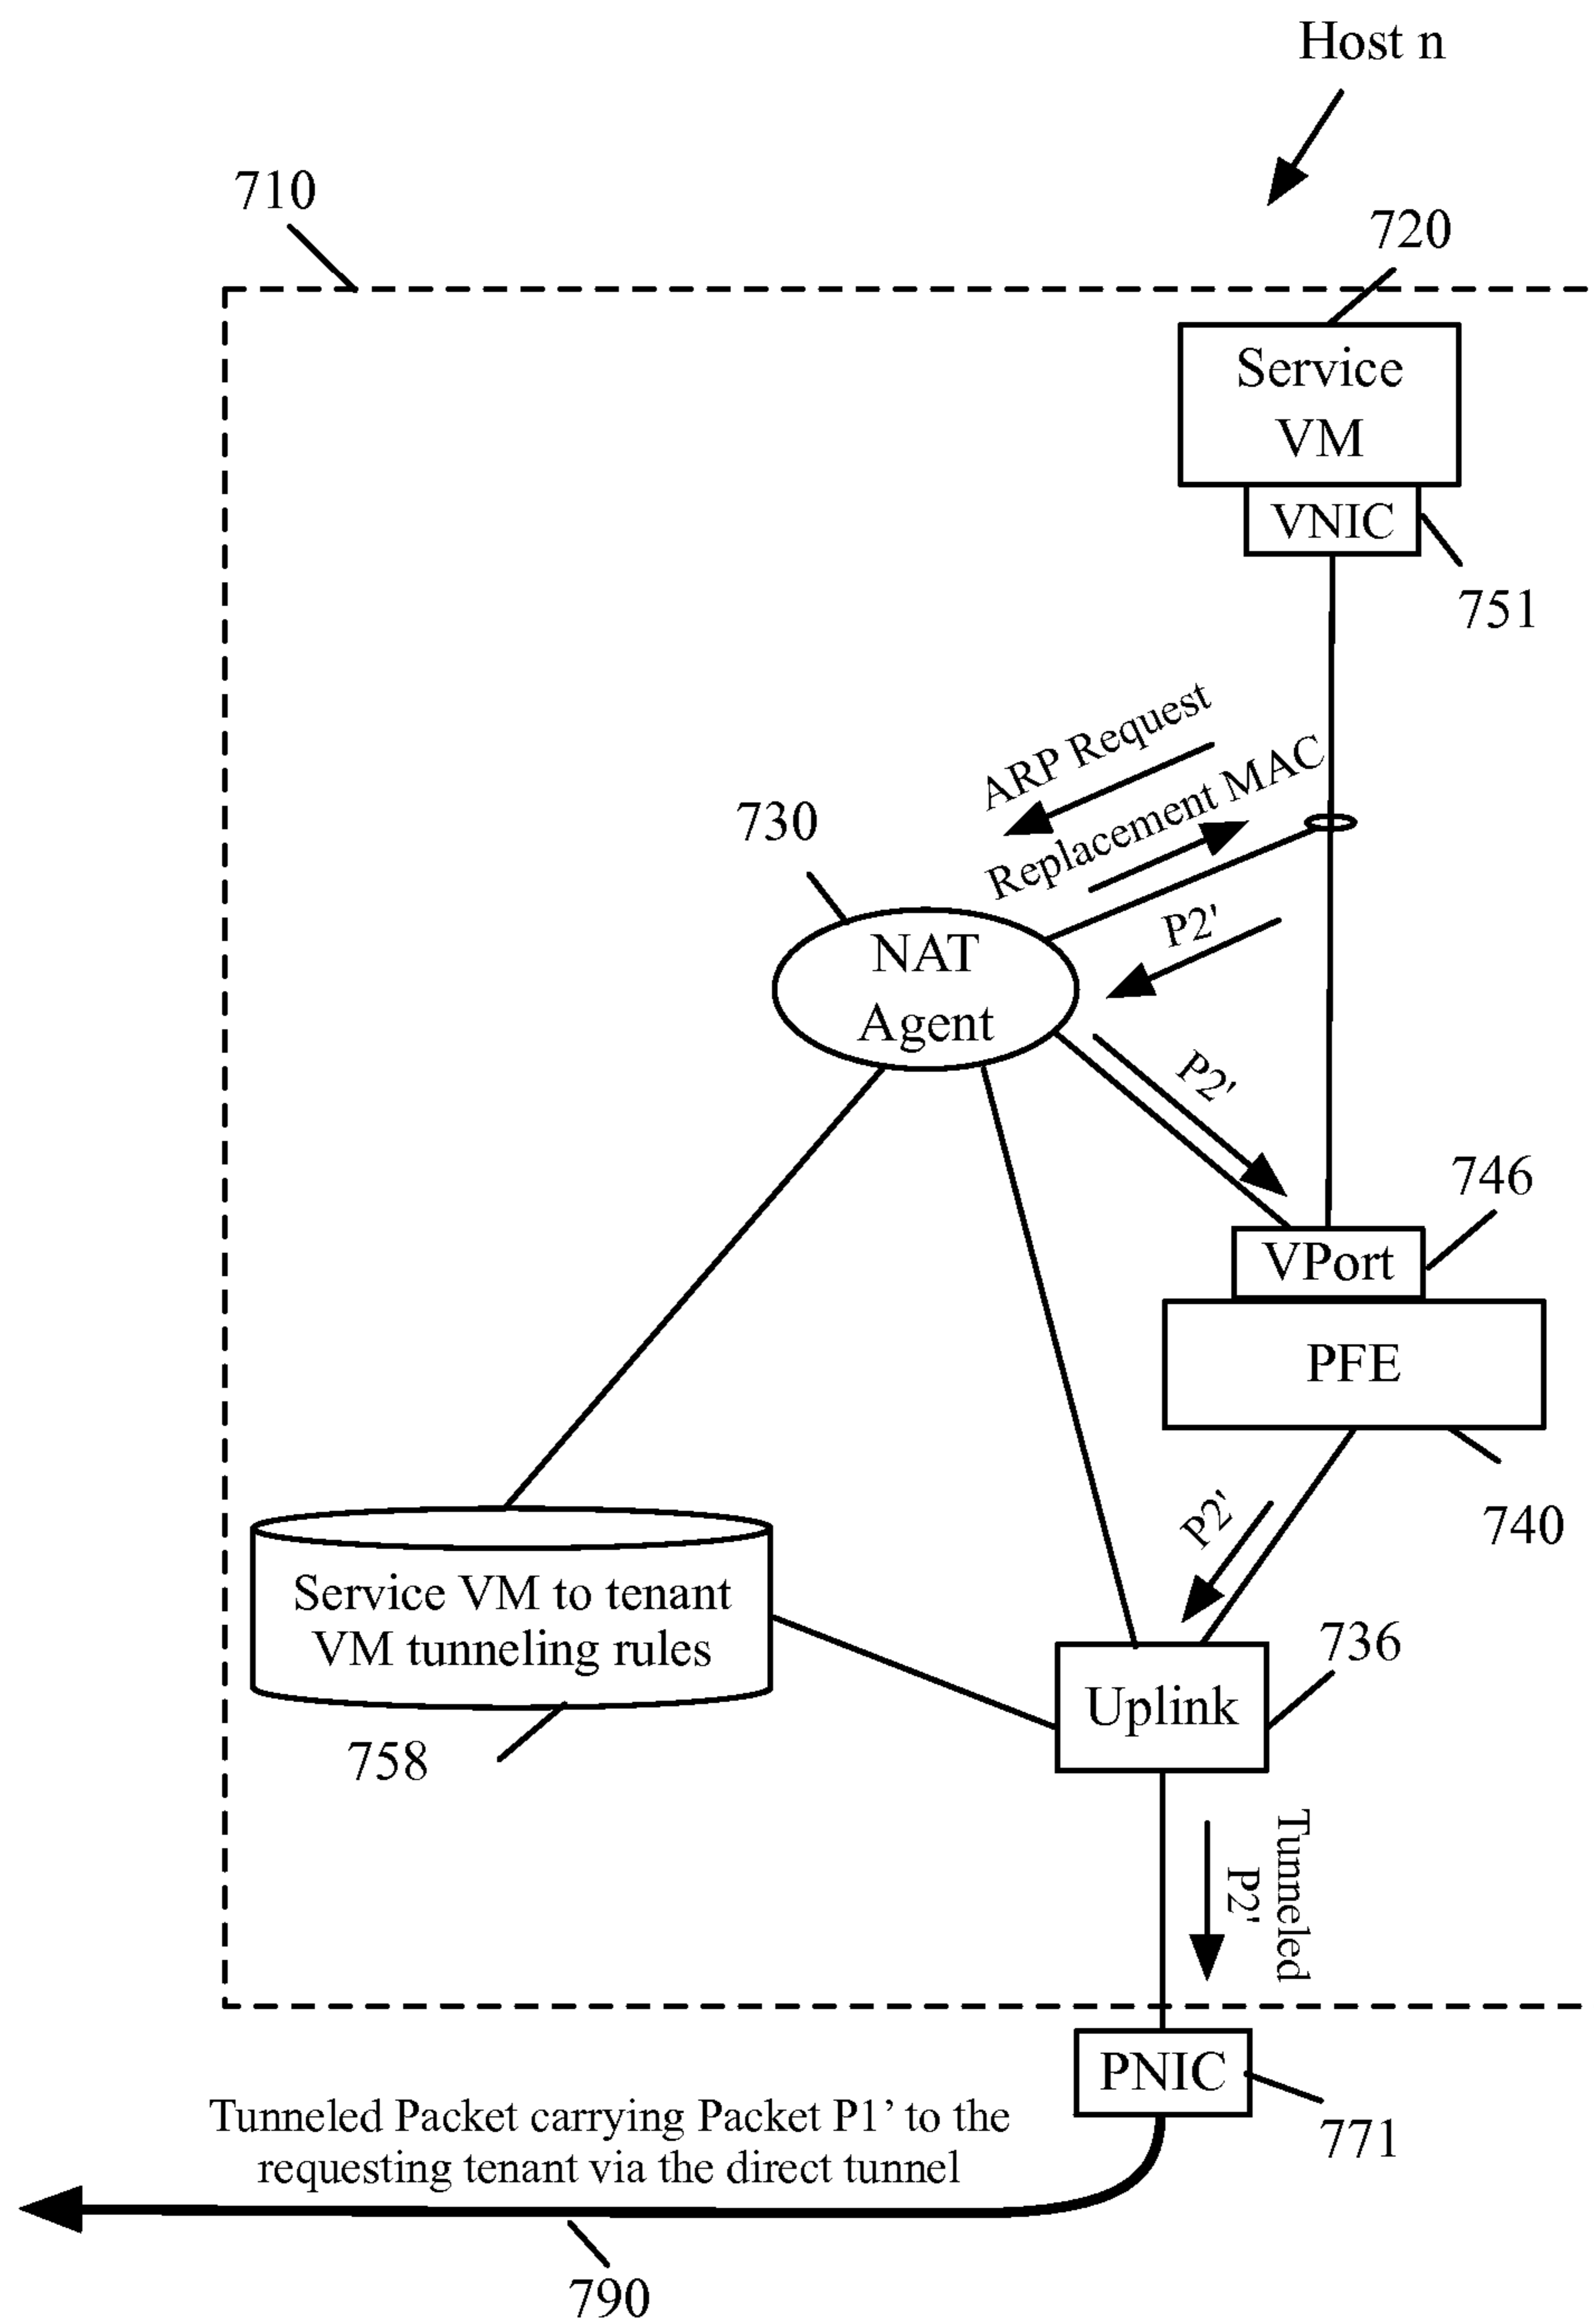 Host n
710
720
Service
VM
VNIC
751
ARP Request
Replacement MAC
730
P2'
NAT
Agent
P2'
746
VPort
PFE
740
P2'
Service VM to tenant
VM tunneling rules
736
Uplink
758
Tunneled
P2'
PNIC
771
Tunneled Packet carrying Packet P1’ to the
requesting tenant via the direct tunnel
790